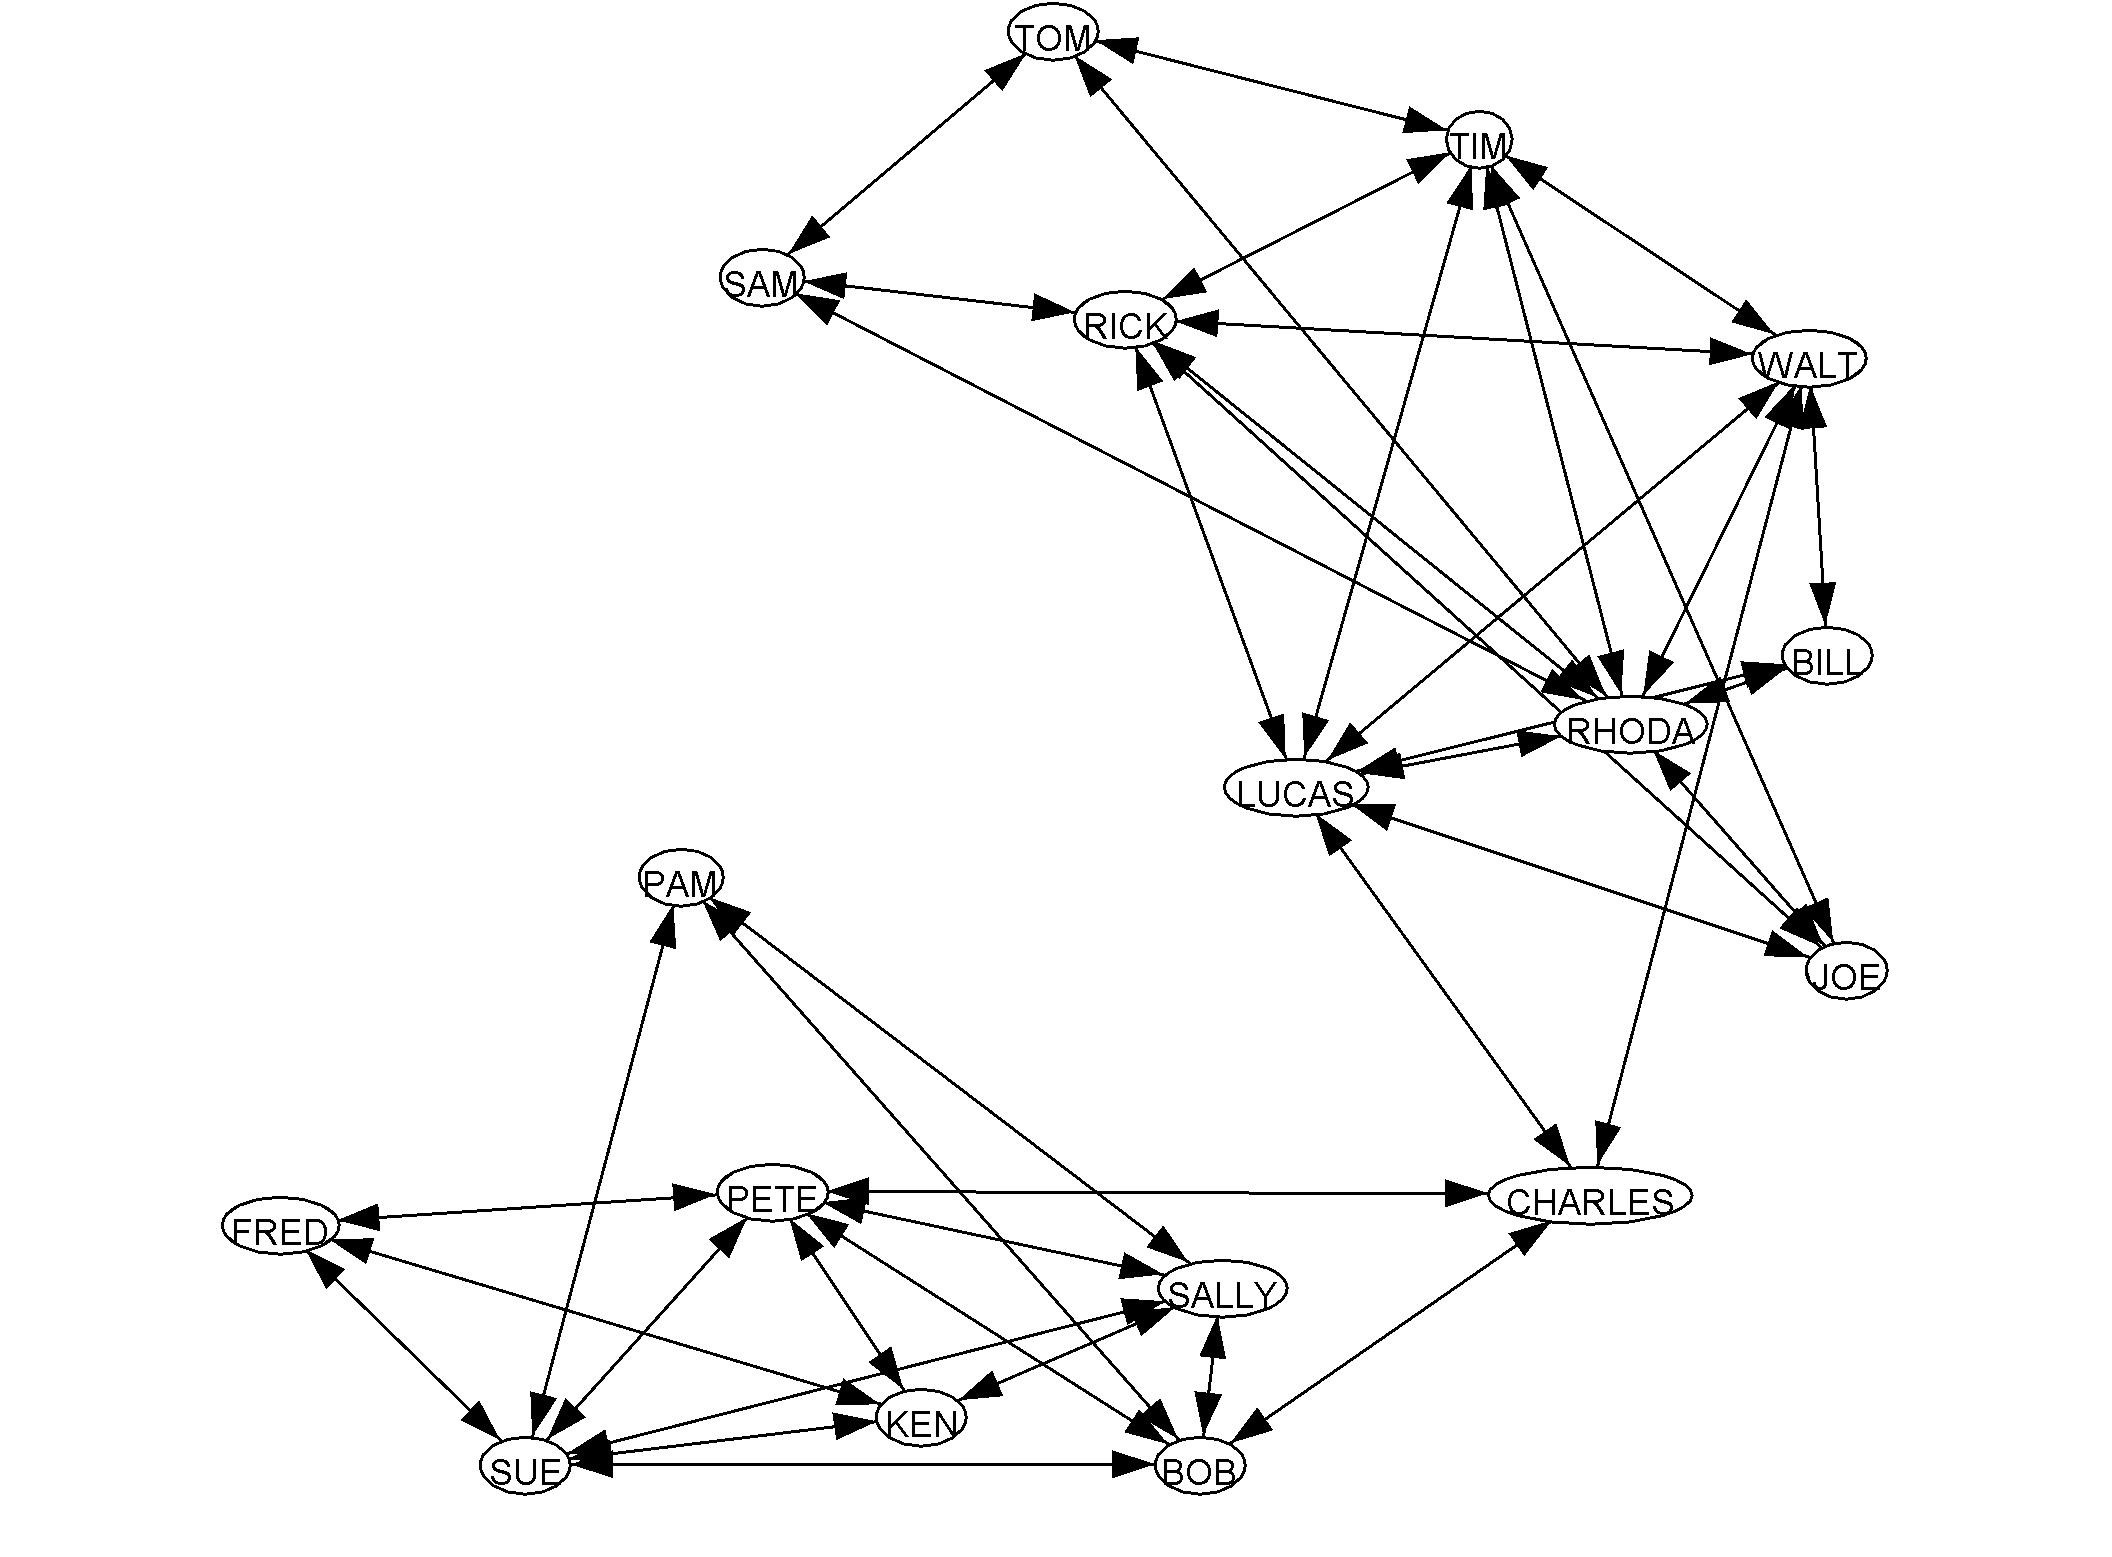 TOM
TIM
SAM
RICK
WALT
BILL
RHODA
LUCAS
PAM
JOE
PETE
CHARLES
FRED
SALLY
KEN
SUE
BOB